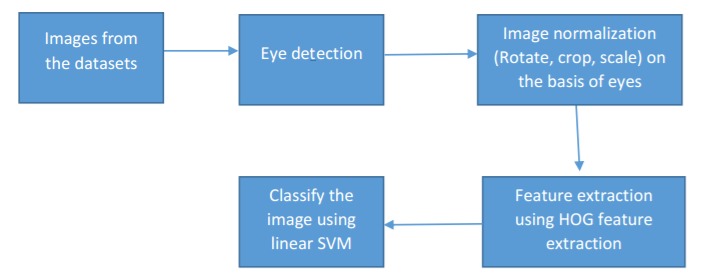 Images from
the datasets
Eye detection
Image normalization
(Rotate, crop, scale) on
the basis of eyes
Feature extraction
using HOG feature
extraction
Classify the
image using
linear SVM